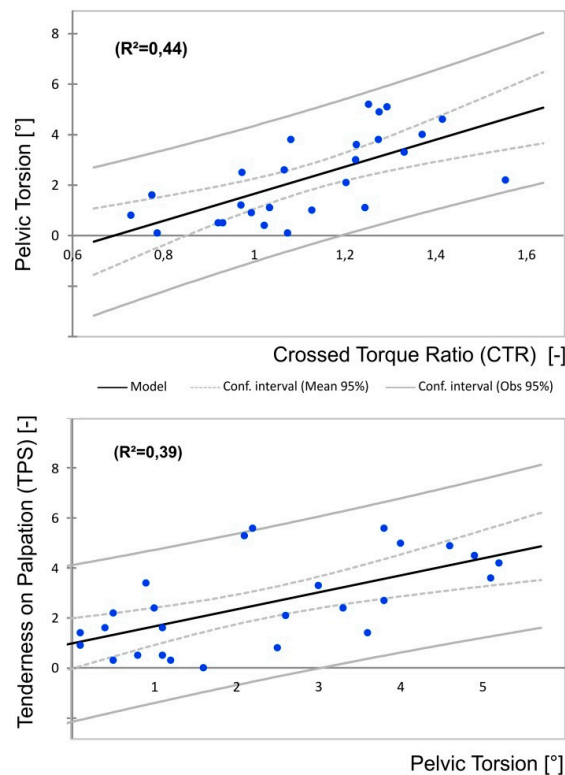 8
(R²=0,44)
6
4
2
0
Pelvic Torsion [°]
0,6 0,8 1 1,2 1,4 1,6
Crossed Torque Ratio (CTR) [-]
Model Conf. interval (Mean 95%) Conf. interval (Obs 95%)
(R²=0,39)
8
6
4
2
0
Tenderness on Palpation (TPS) [-]
1 2 3 4 5
Pelvic Torsion [°]